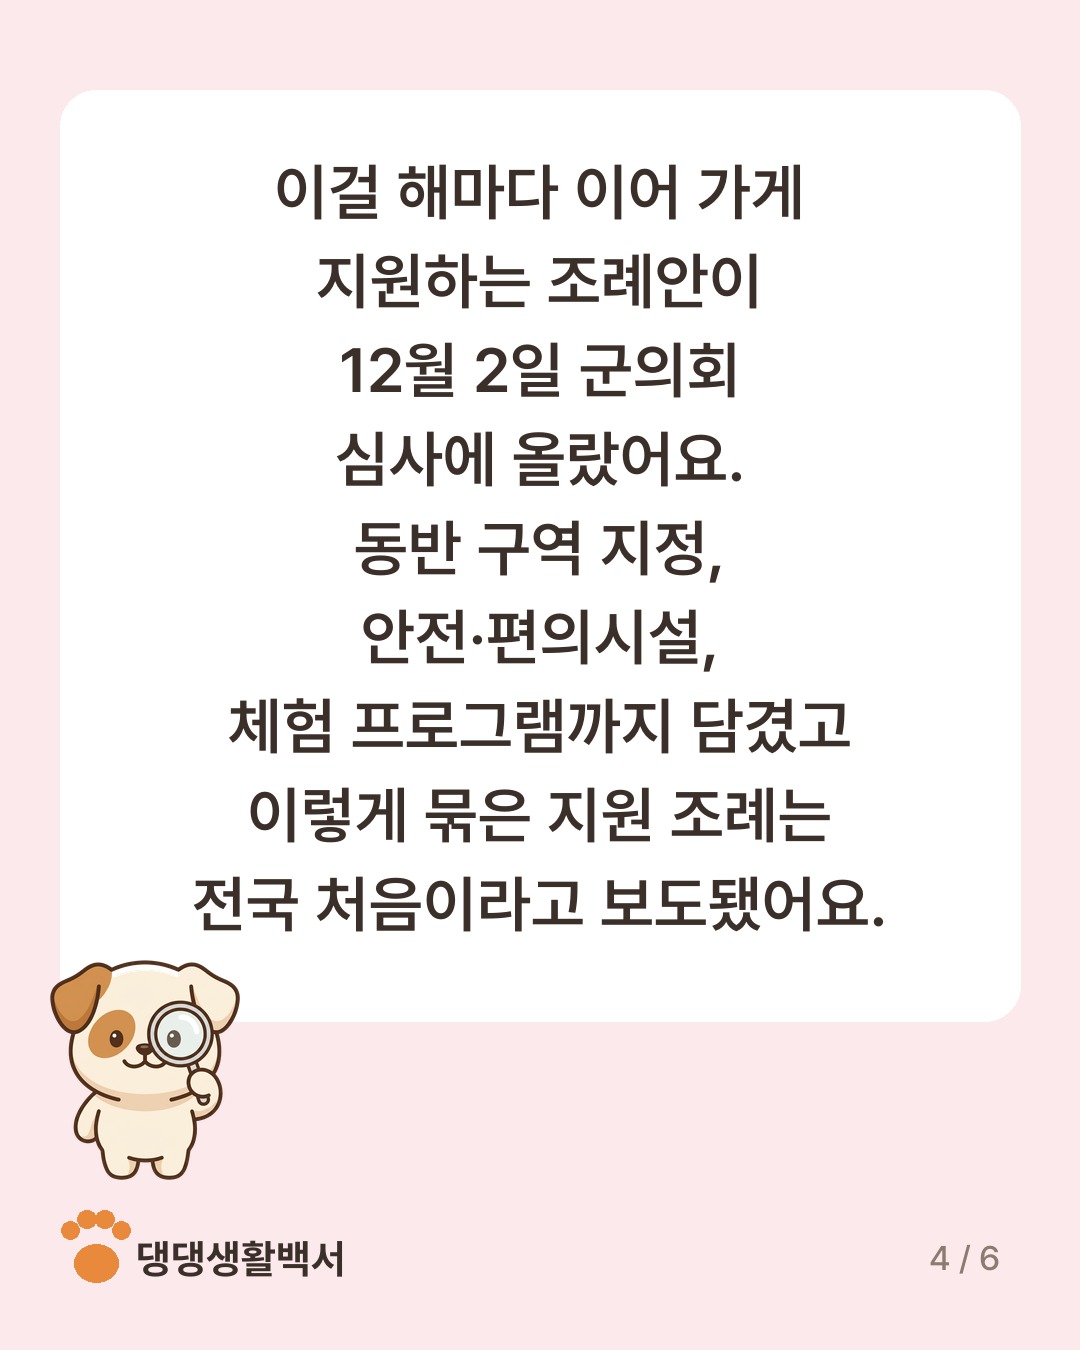 이걸 해마다 이어 가게
지원하는 조례안이
12월 2일 군의회
심사에 올랐어요.
동반 구역 지정,
안전·편의시설,
체험 프로그램까지 담겼고
이렇게 묶은 지원 조례는
전국 처음이라고 보도됐어요.
댕댕생활백서
4 / 6